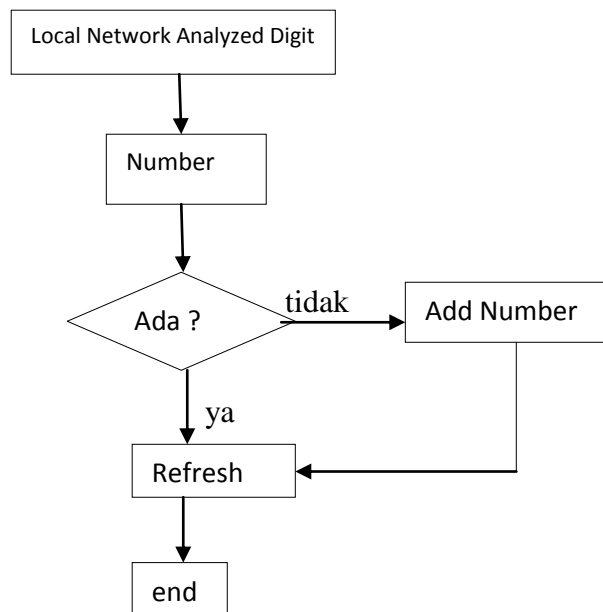 Local Network Analyzed Digit
Number
Ada ?
tidak
Add Number
ya
Refresh
end